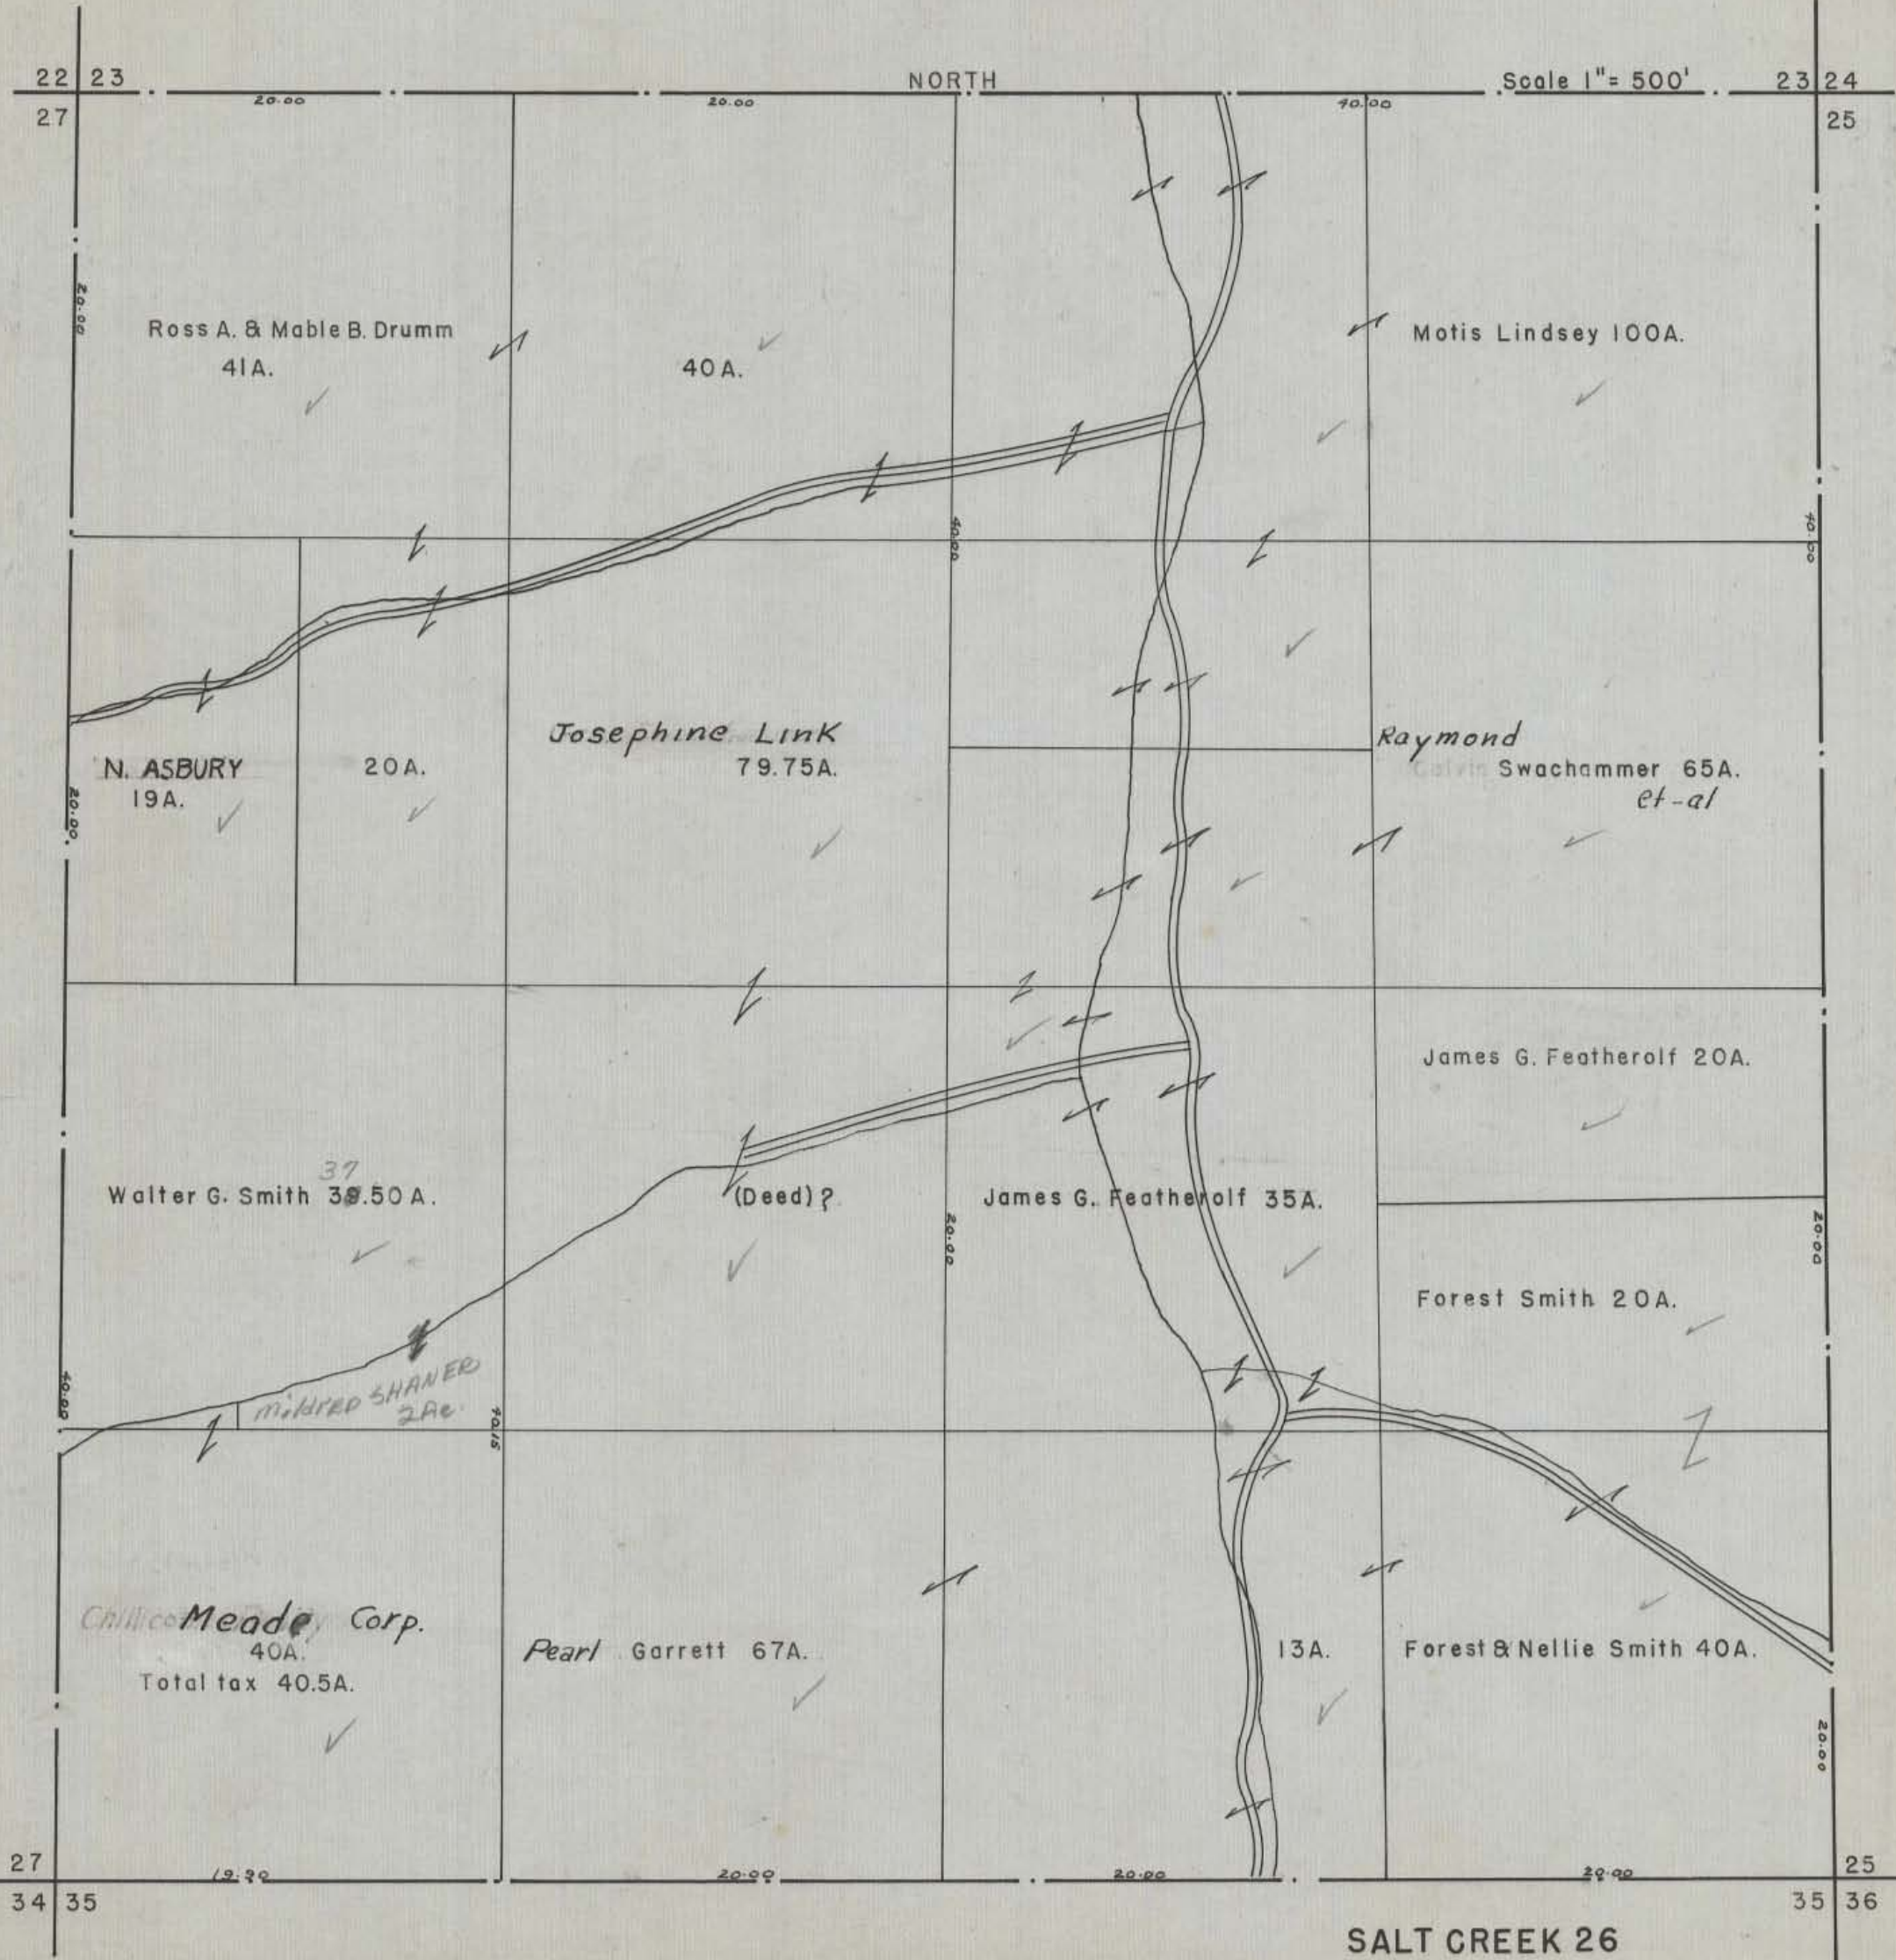 22 23 NORTH Scale 1"= 500' 23 24
20.00 20.00 40.00
27 25
20.00
Ross A. & Mable B. Drumm
41A.
40A.
Motis Lindsey 100A.
40.00
40.00
Josephine Link
79.75A.
N. ASBURY
19A.
20A.
20.00
Raymond
Calvin Swachammer 65A.
et-al
James G. Featherolf 20A.
37
Walter G. Smith 39.50A.
(Deed)?
James G. Featherolf 35A.
20.00
20.00
Forest Smith 20A.
Mildred SHANER
2Ac.
40.00
40.15
Meade Corp.
40A.
Total tax 40.5A.
Pearl Garrett 67A.
13A.
Forest & Nellie Smith 40A.
20.00
27 25
19.90 20.00 20.00 20.00
34 35 35 36
SALT CREEK 26